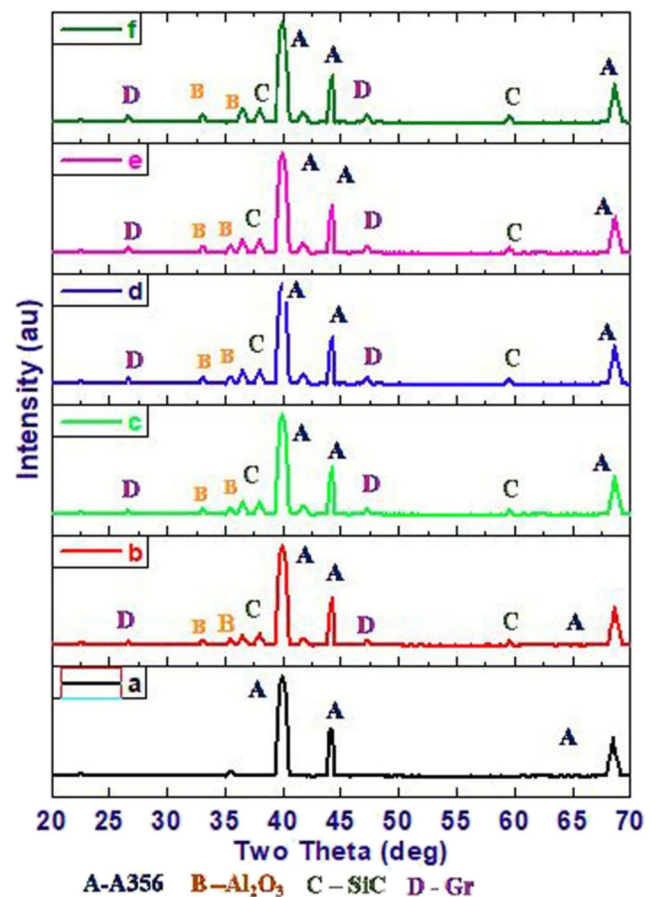 f
A A A
D B B C D C
e
A A A
D B B C D C
d
A A A
D B B C D C
c
A A A
D B B C D C
b
A A
D B B C D C A
a
A A A
Intensity (au)
20 25 30 35 40 45 50 55 60 65 70
Two Theta (deg)
A-A356 B–Al₂O₃ C – SiC D - Gr